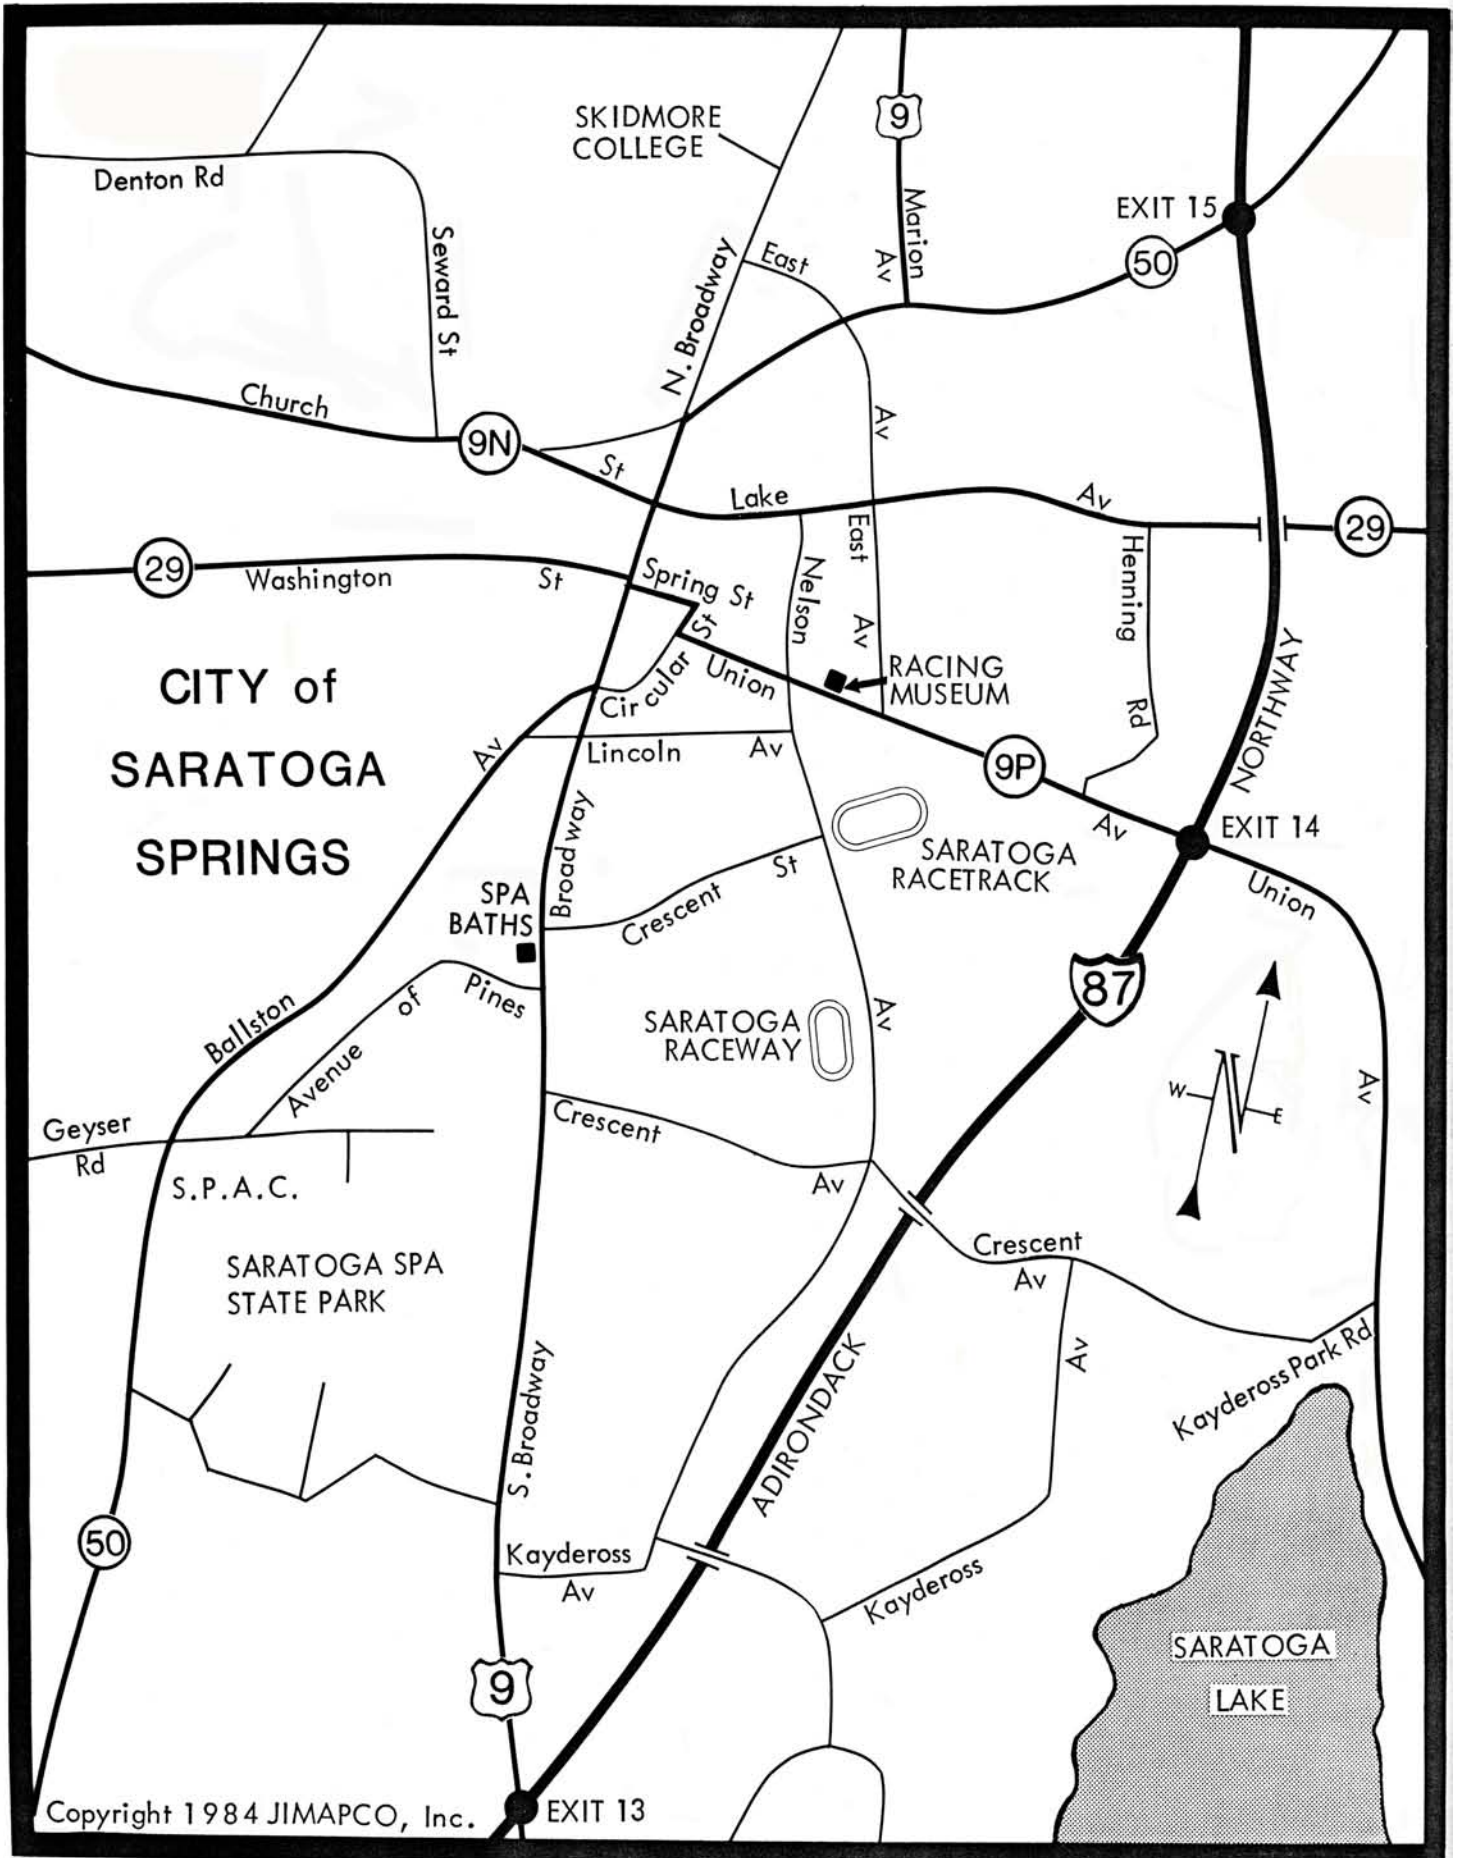 SKIDMORE
COLLEGE
9
Denton Rd
Marion
Av
EXIT 15
50
Seward St
N. Broadway
East
Av
Church
9N
St
Lake
Av
29
29
Washington
St
Spring St
East
Av
Nelson
Henning
Rd
Circular
St
Union
RACING
MUSEUM
CITY of
SARATOGA
SPRINGS
Av
Lincoln
Av
9P
Av
NORTHWAY
EXIT 14
Union
Broadway
St
SARATOGA
RACETRACK
SPA
BATHS
Crescent
87
of
Pines
Av
SARATOGA
RACEWAY
Ballston
Avenue
W
N
E
Av
Geyser
Rd
Crescent
Av
S.P.A.C.
Crescent
Av
SARATOGA SPA
STATE PARK
S. Broadway
ADIRONDACK
Av
Kaydeross Park Rd
50
Kaydeross
Av
Kaydeross
SARATOGA
LAKE
9
Copyright 1984 JIMAPCO, Inc.
EXIT 13